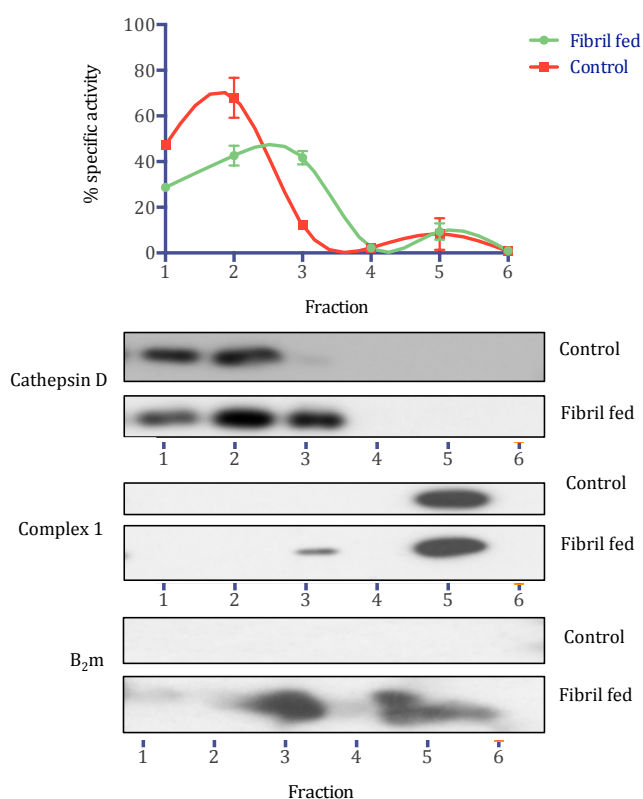 100
80
60
40
20
0
% specific activity
1 2 3 4 5 6
Fraction
Fibril fed
Control
Cathepsin D
Control
Fibril fed
1 2 3 4 5 6
Complex 1
Control
Fibril fed
1 2 3 4 5 6
B₂m
Control
Fibril fed
1 2 3 4 5 6
Fraction